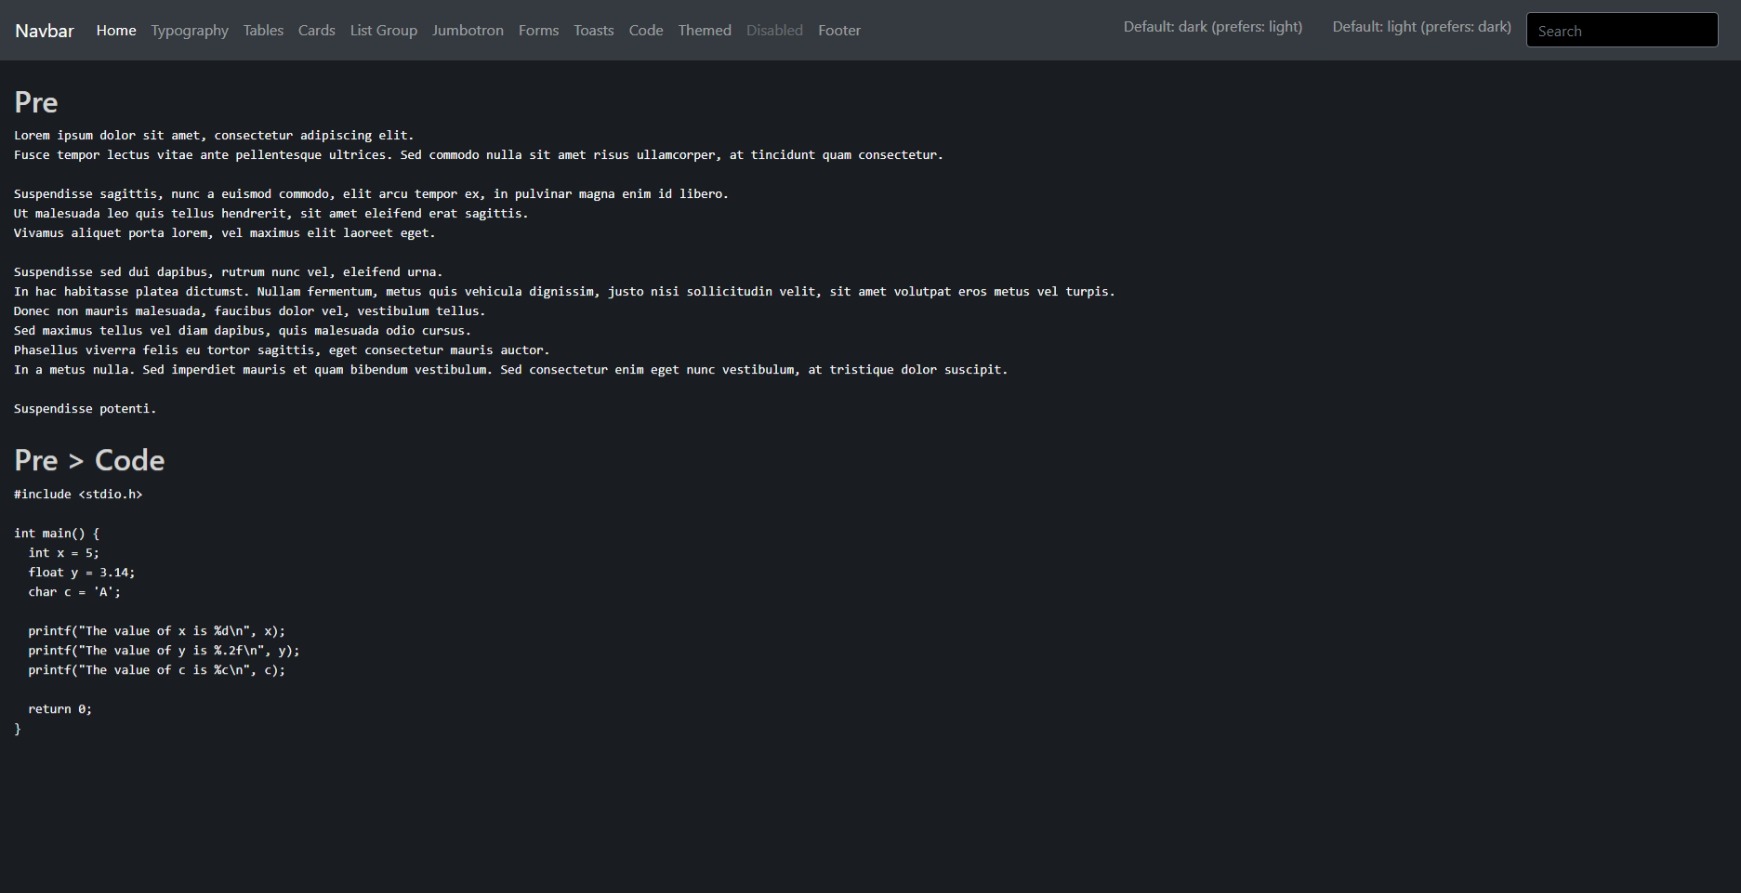 Navbar Home Typography Tables Cards List Group Jumbotron Forms Toasts Code Themed Disabled Footer Default: dark (prefers: light) Default: light (prefers: dark) Search
Pre
Lorem ipsum dolor sit amet, consectetur adipiscing elit.
Fusce tempor lectus vitae ante pellentesque ultrices. Sed commodo nulla sit amet risus ullamcorper, at tincidunt quam consectetur.
Suspendisse sagittis, nunc a euismod commodo, elit arcu tempor ex, in pulvinar magna enim id libero.
Ut malesuada leo quis tellus hendrerit, sit amet eleifend erat sagittis.
Vivamus aliquet porta lorem, vel maximus elit laoreet eget.
Suspendisse sed dui dapibus, rutrum nunc vel, eleifend urna.
In hac habitasse platea dictumst. Nullam fermentum, metus quis vehicula dignissim, justo nisi sollicitudin velit, sit amet volutpat eros metus vel turpis.
Donec non mauris malesuada, faucibus dolor vel, vestibulum tellus.
Sed maximus tellus vel diam dapibus, quis malesuada odio cursus.
Phasellus viverra felis eu tortor sagittis, eget consectetur mauris auctor.
In a metus nulla. Sed imperdiet mauris et quam bibendum vestibulum. Sed consectetur enim eget nunc vestibulum, at tristique dolor suscipit.
Suspendisse potenti.
Pre > Code
#include <stdio.h>
int main() {
  int x = 5;
  float y = 3.14;
  char c = 'A';
  printf("The value of x is %d\n", x);
  printf("The value of y is %.2f\n", y);
  printf("The value of c is %c\n", c);
  return 0;
}